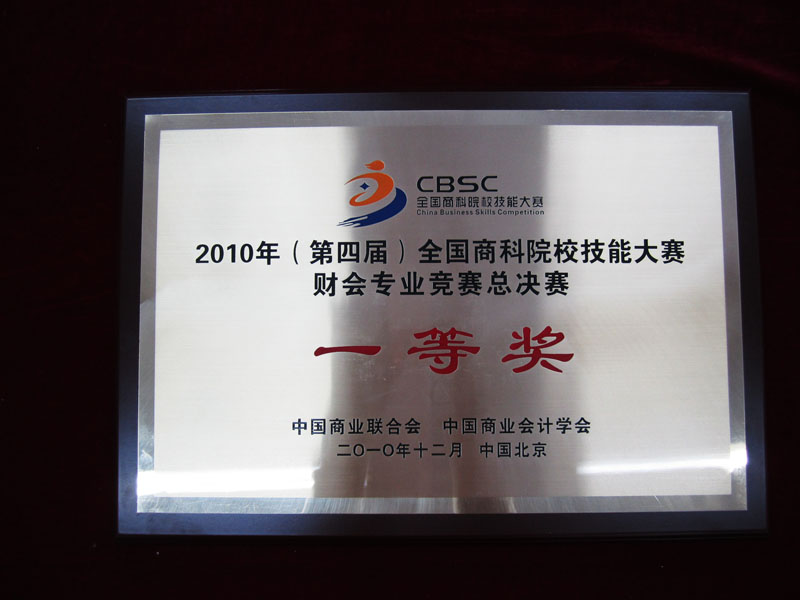 CBSC
全国商科院校技能大赛
China Business Skills Competition
2010年（第四届）全国商科院校技能大赛
财会专业竞赛总决赛
一等奖
中国商业联合会 中国商业会计学会
二〇一〇年十二月 中国北京